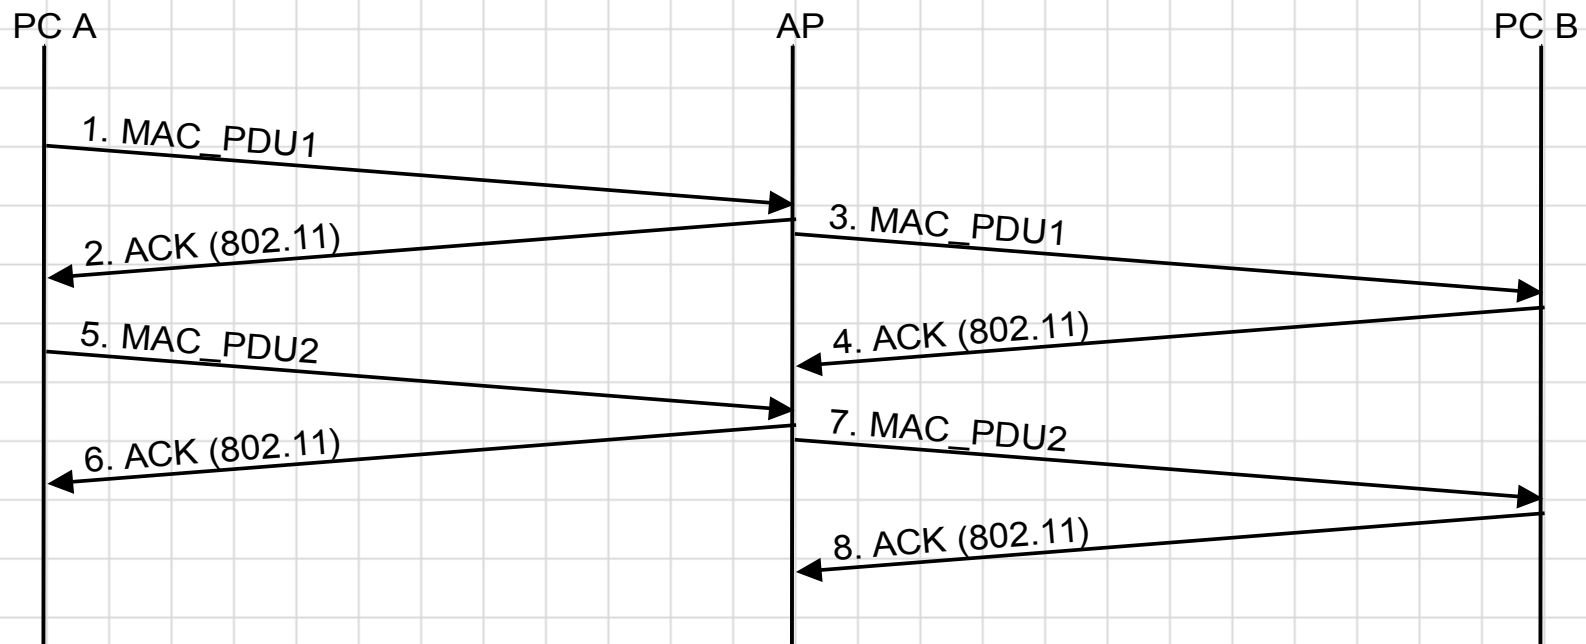 PC A
AP
PC B
1. MAC_PDU1
2. ACK (802.11)
3. MAC_PDU1
4. ACK (802.11)
5. MAC_PDU2
6. ACK (802.11)
7. MAC_PDU2
8. ACK (802.11)